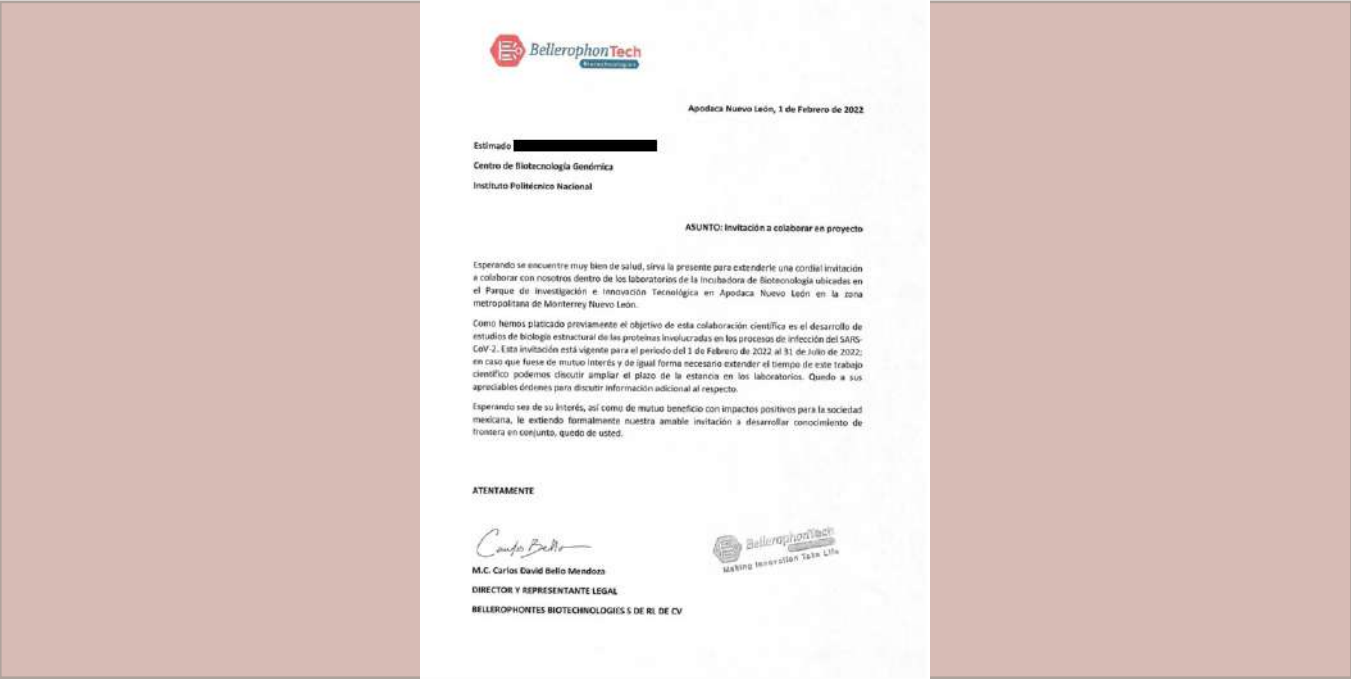 BellerophonTech
Biotechnologies
Apodaca Nuevo León, 1 de Febrero de 2022
Estimado
Centro de Biotecnología Genómica
Instituto Politécnico Nacional
ASUNTO: Invitación a colaborar en proyecto
Esperando se encuentre muy bien de salud, sirva la presente para extenderle una cordial invitación
a colaborar con nosotros dentro de los laboratorios de la Incubadora de Biotecnología ubicadas en
el Parque de Investigación e Innovación Tecnológica en Apodaca Nuevo León en la zona
metropolitana de Monterrey Nuevo León.
Como hemos platicado previamente el objetivo de esta colaboración científica es el desarrollo de
estudios de biología estructural de las proteínas involucradas en los procesos de infección del SARS-
CoV-2. Esta invitación está vigente para el periodo del 1 de Febrero de 2022 al 31 de Julio de 2022;
en caso que fuese de mutuo interés y de igual forma necesario extender el tiempo de este trabajo
científico podemos discutir ampliar el plazo de la estancia en los laboratorios. Quedo a sus
apreciables órdenes para discutir información adicional al respecto.
Esperando sea de su interés, así como de mutuo beneficio con impactos positivos para la sociedad
mexicana, le extiendo formalmente nuestra amable invitación a desarrollar conocimiento de
frontera en conjunto, quedo de usted.
ATENTAMENTE
Carlos Bello
BellerophonTech
Making Innovation Take Life
M.C. Carlos David Bello Mendoza
DIRECTOR Y REPRESENTANTE LEGAL
BELLEROPHONTES BIOTECHNOLOGIES S DE RL DE CV